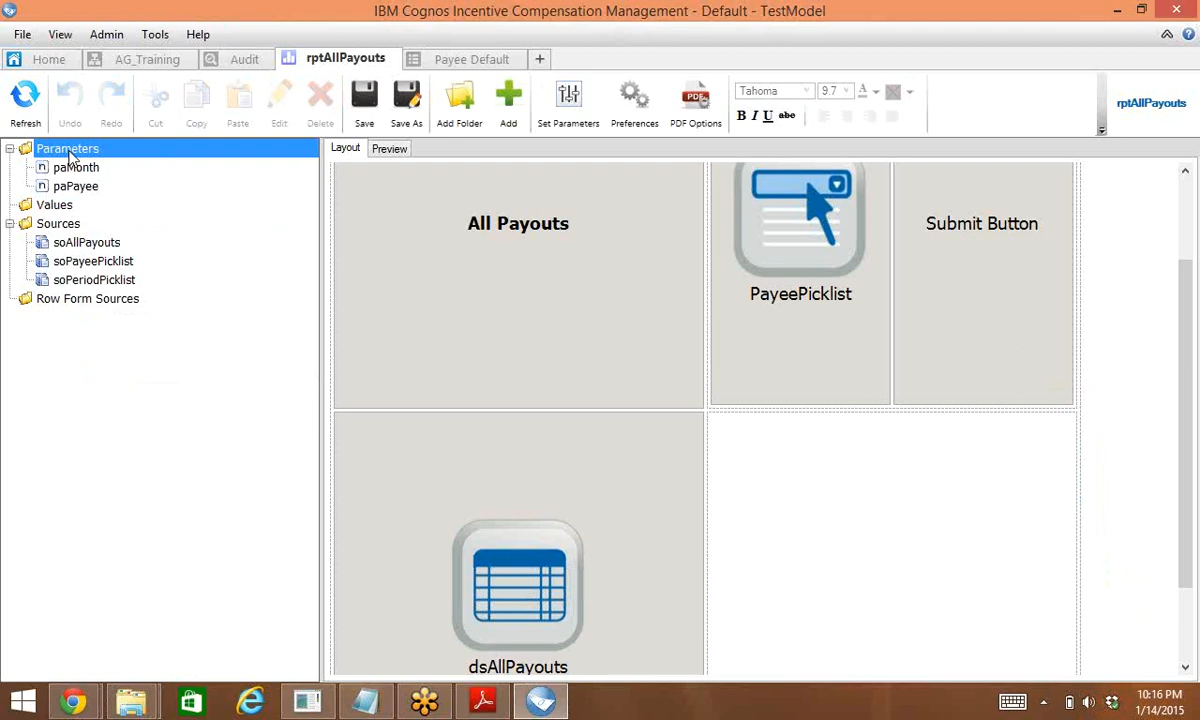 IBM Cognos Incentive Compensation Management - Default - TestModel
File View Admin Tools Help
Home AG_Training Audit rptAllPayouts Payee Default +
Refresh Undo Redo Cut Copy Paste Edit Delete Save Save As Add Folder Add Set Parameters Preferences PDF Options
Tahoma 9.7 A
B I U abc
rptAllPayouts
Parameters
paMonth
paPayee
Values
Sources
soAllPayouts
soPayeePicklist
soPeriodPicklist
Row Form Sources
Layout Preview
All Payouts
PayeePicklist
Submit Button
dsAllPayouts
10:16 PM
1/14/2015